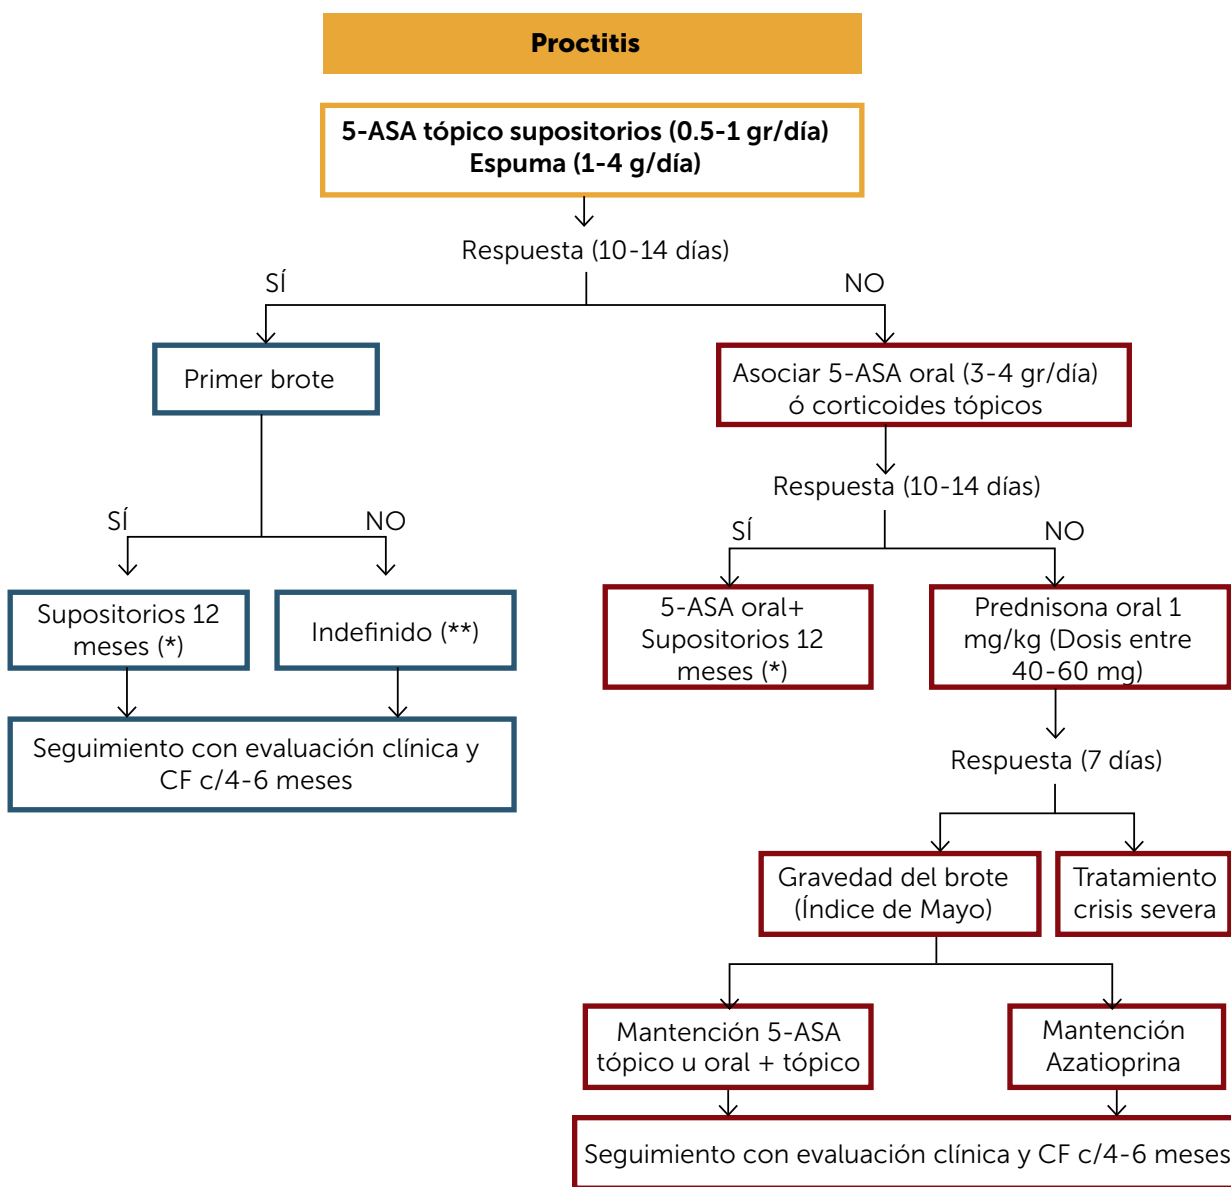 Proctitis
5-ASA tópico supositorios (0.5-1 gr/día)
Espuma (1-4 g/día)
Respuesta (10-14 días)
SÍ
NO
Primer brote
Asociar 5-ASA oral (3-4 gr/día)
ó corticoides tópicos
Respuesta (10-14 días)
SÍ
NO
SÍ
NO
Supositorios 12
meses (*)
Indefinido (**)
5-ASA oral+
Supositorios 12
meses (*)
Prednisona oral 1
mg/kg (Dosis entre
40-60 mg)
Seguimiento con evaluación clínica y
CF c/4-6 meses
Respuesta (7 días)
Gravedad del brote
(Índice de Mayo)
Tratamiento
crisis severa
Mantención 5-ASA
tópico u oral + tópico
Mantención
Azatioprina
Seguimiento con evaluación clínica y CF c/4-6 meses